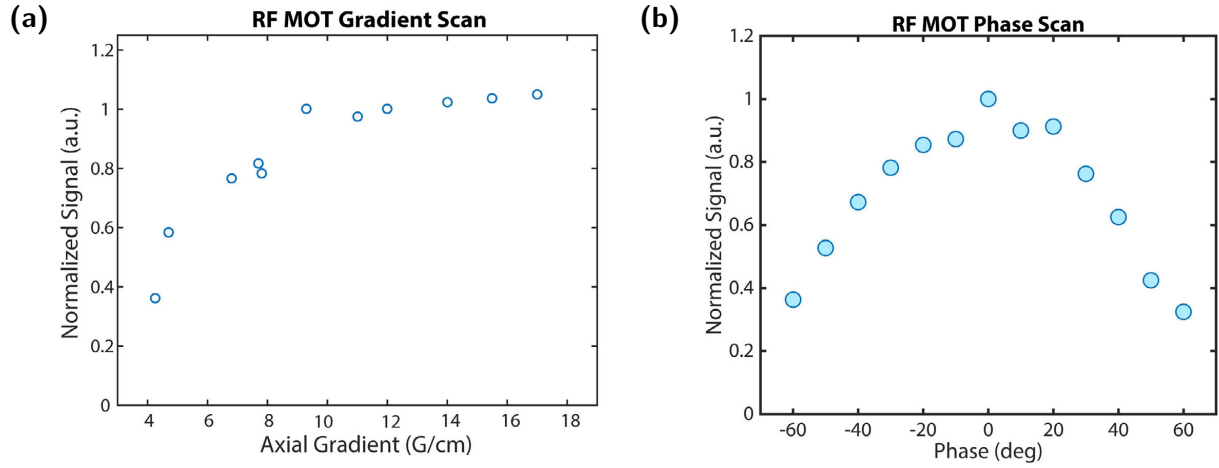 (a)
RF MOT Gradient Scan
Normalized Signal (a.u.)
1.2
1
0.8
0.6
0.4
0.2
0
4 6 8 10 12 14 16 18
Axial Gradient (G/cm)
(b)
RF MOT Phase Scan
Normalized Signal (a.u.)
1.2
1
0.8
0.6
0.4
0.2
0
-60 -40 -20 0 20 40 60
Phase (deg)